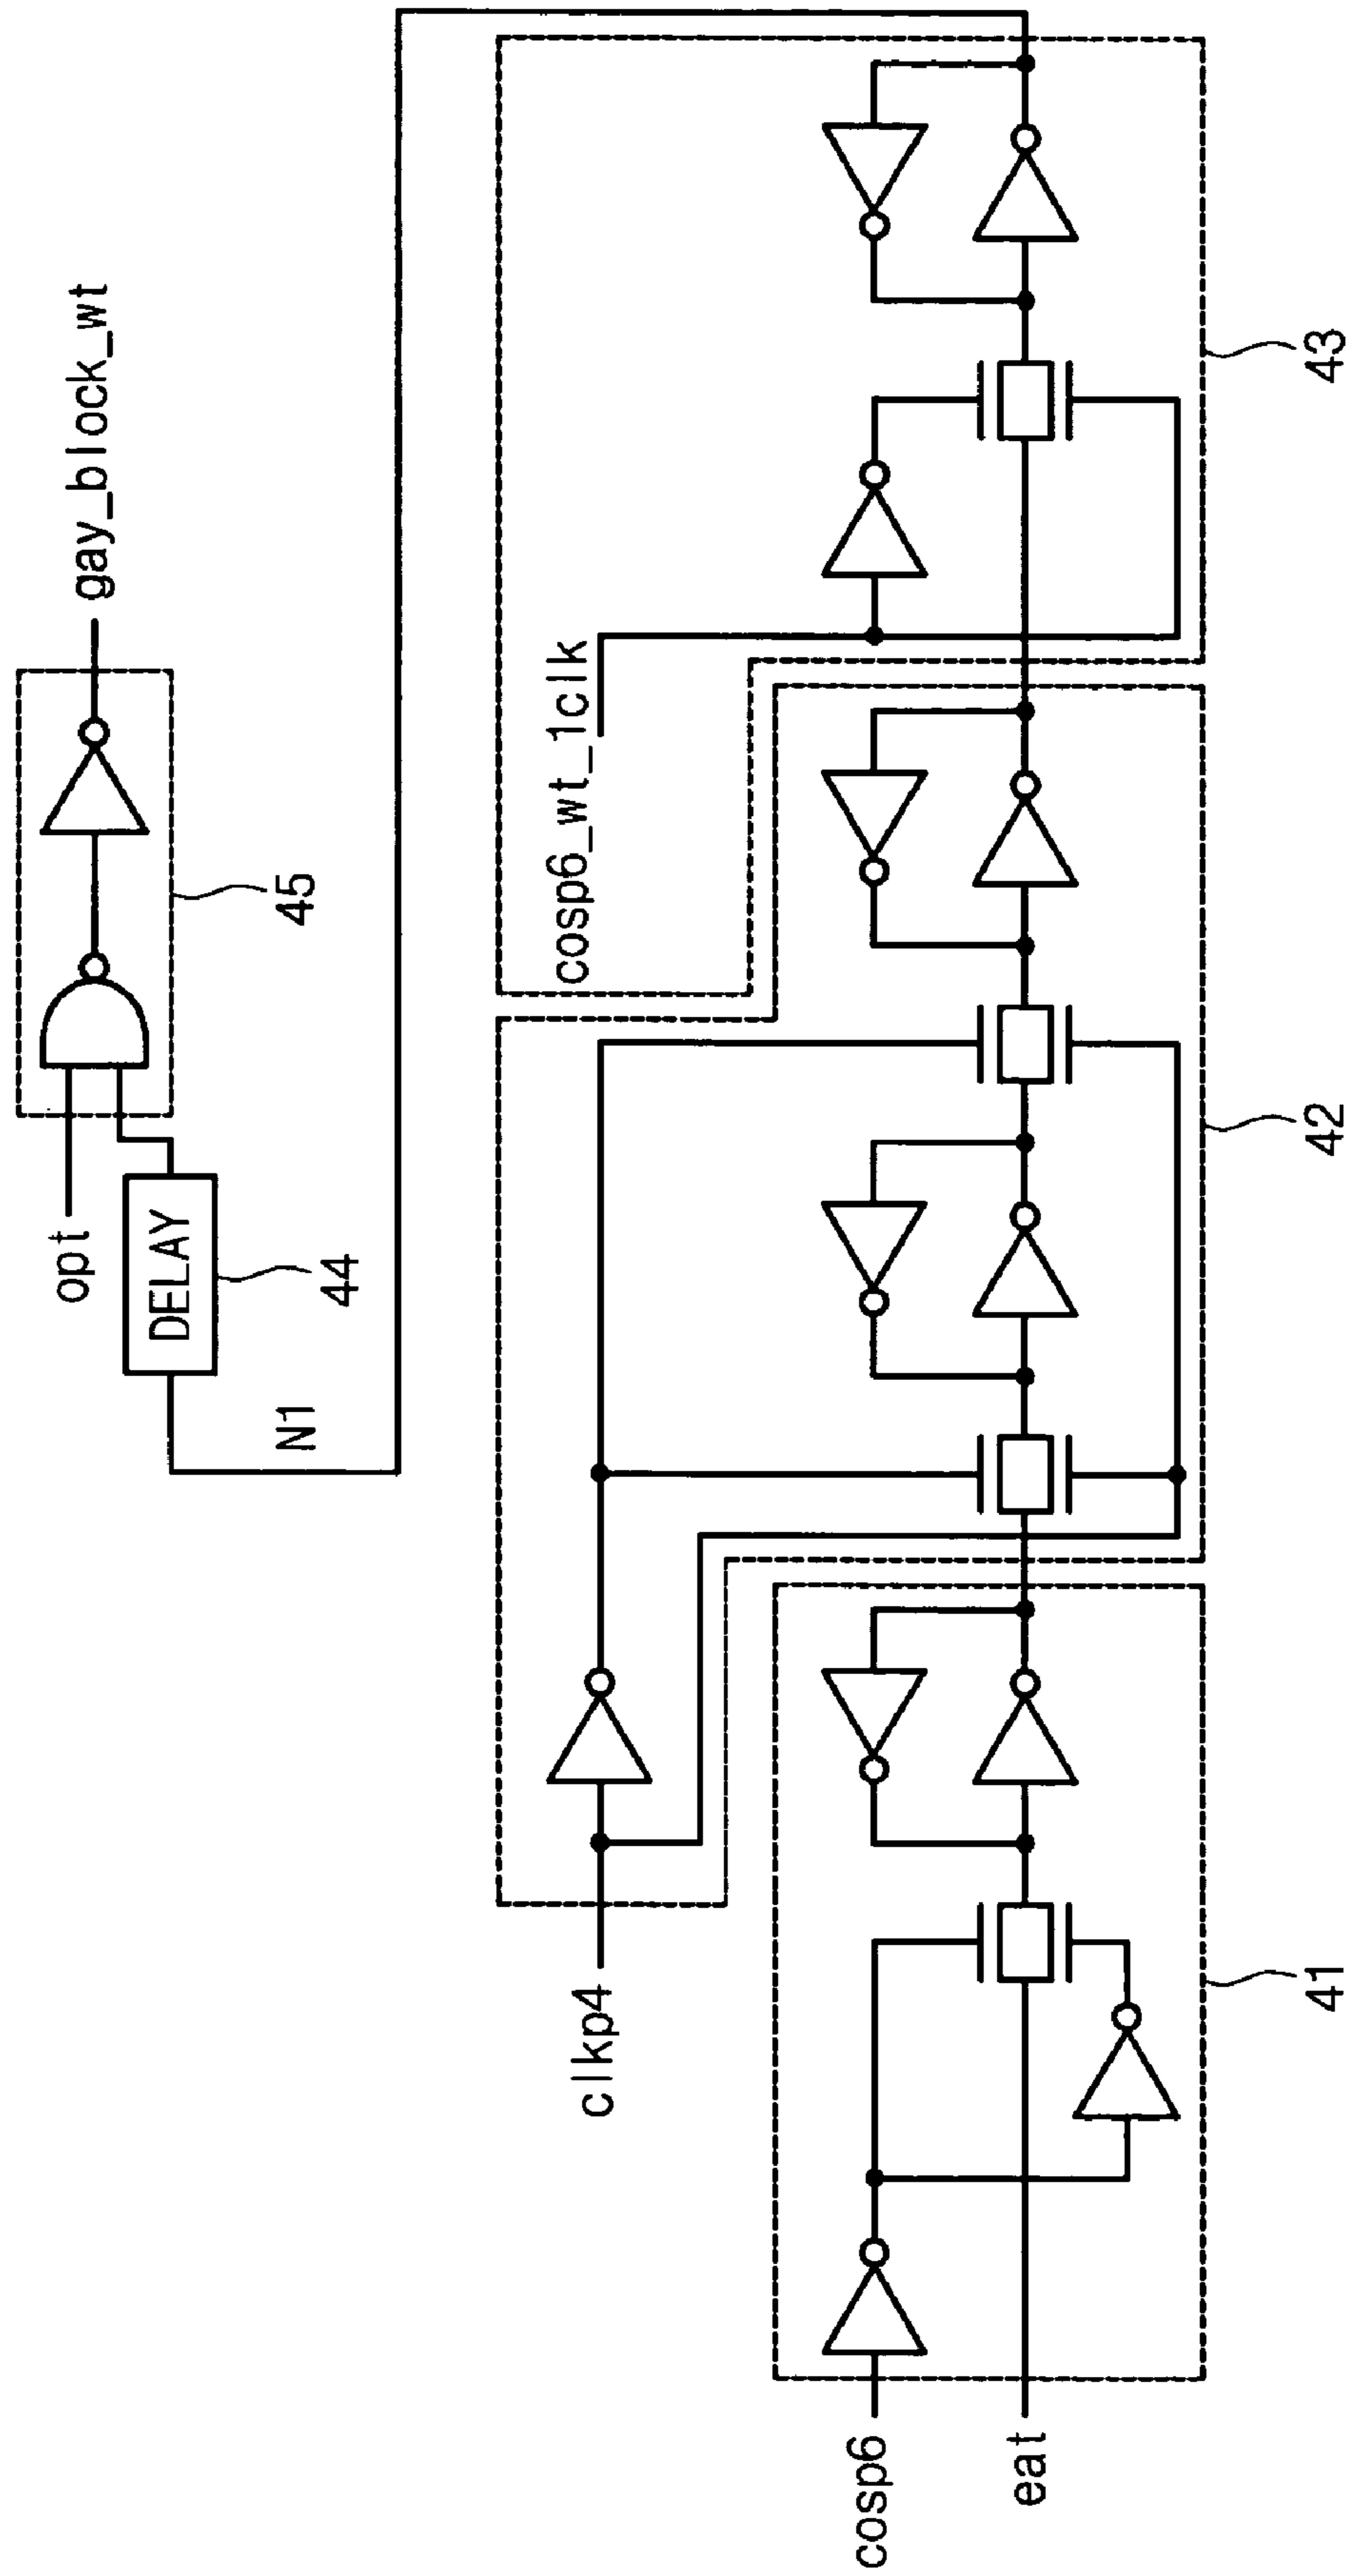 cosp6
eat
41
clkp4
42
cosp6_wt_1clk
43
N1
DELAY
44
opt
45
gay_block_wt